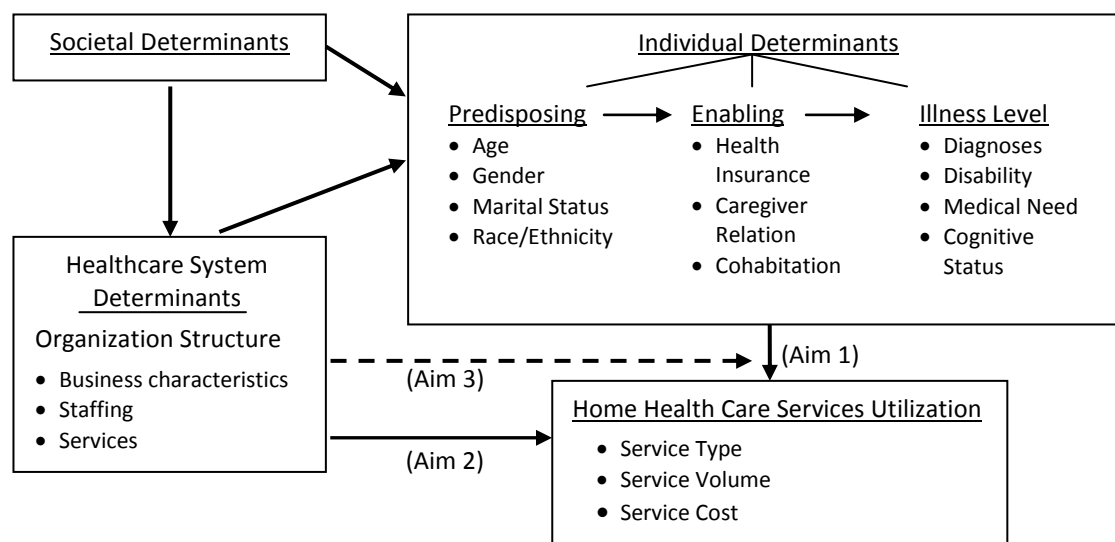 Societal Determinants
Individual Determinants
Predisposing
• Age
• Gender
• Marital Status
• Race/Ethnicity
Enabling
• Health
Insurance
• Caregiver
Relation
• Cohabitation
Illness Level
• Diagnoses
• Disability
• Medical Need
• Cognitive
Status
Healthcare System
Determinants
Organization Structure
• Business characteristics
• Staffing
• Services
(Aim 1)
(Aim 3)
(Aim 2)
Home Health Care Services Utilization
• Service Type
• Service Volume
• Service Cost